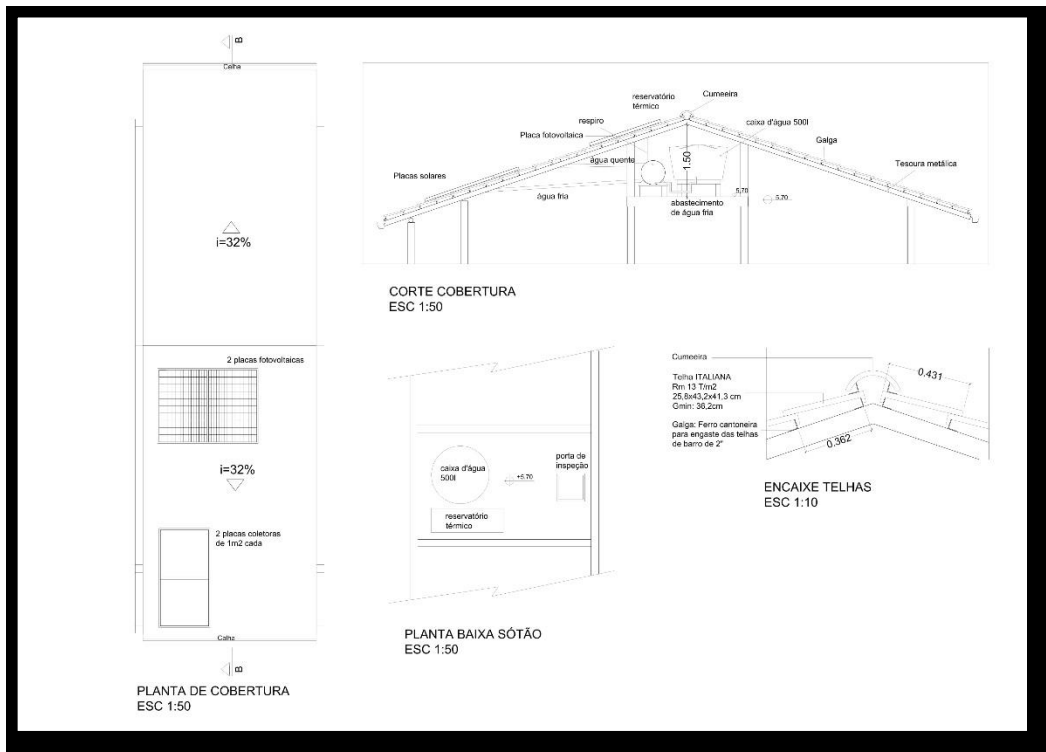 B
Calha
i=32%
2 placas fotovoltaicas
i=32%
2 placas coletoras
de 1m2 cada
Calha
B
PLANTA DE COBERTURA
ESC 1:50
reservatório
térmico
Cumeeira
respiro
caixa d'água 500l
Placa fotovoltaica
Galga
água quente
1.50
Tesoura metálica
Placas solares
água fria
5,70
5,70
abastecimento
de água fria
CORTE COBERTURA
ESC 1:50
caixa d'água
500l
+5.70
porta de
inspeção
reservatório
térmico
PLANTA BAIXA SÓTÃO
ESC 1:50
Cumeeira
Telha ITALIANA
Rm 13 T/m2
25,8x43,2x41,3 cm
Gmin: 36,2cm
Galga: Ferro cantoneira
para engaste das telhas
de barro de 2"
0.431
0.362
ENCAIXE TELHAS
ESC 1:10